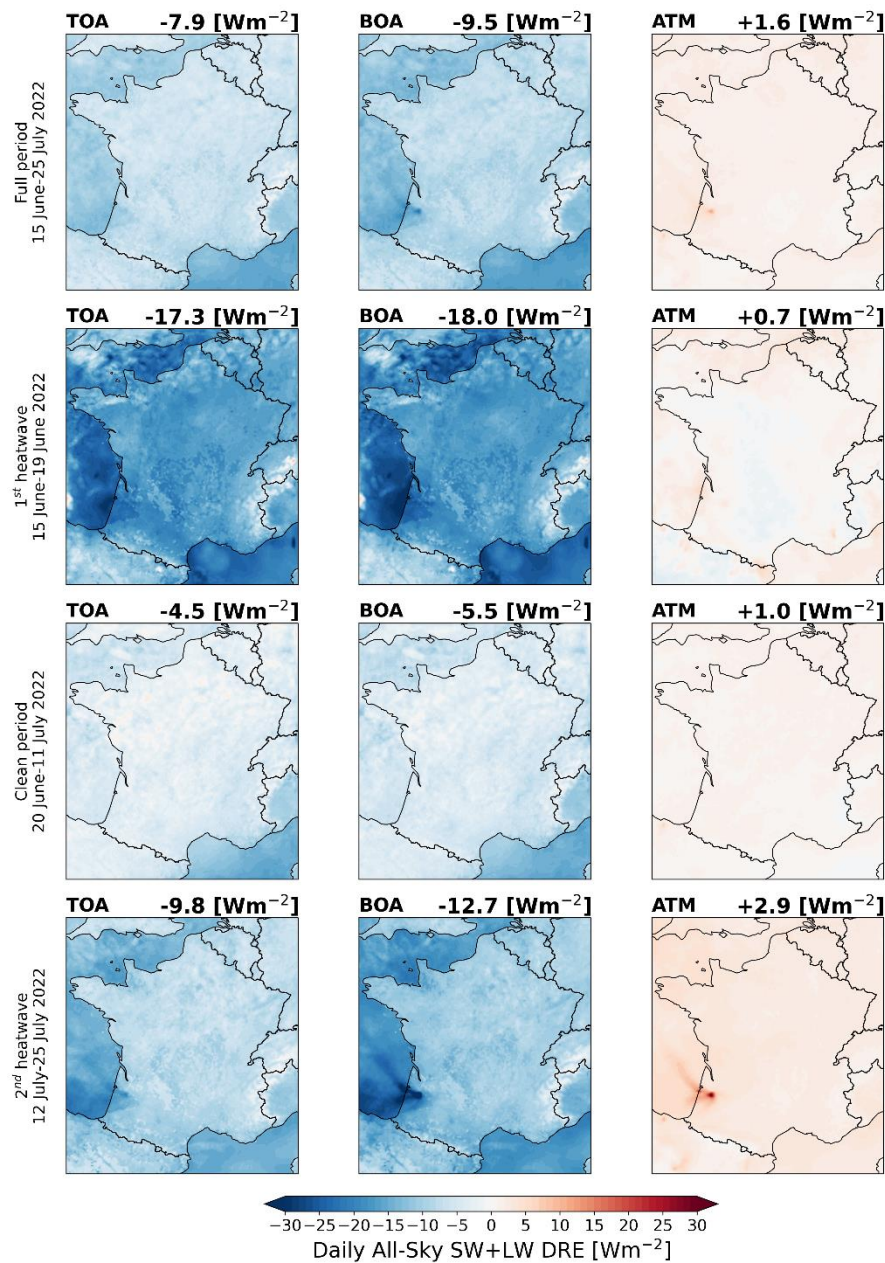 TOA -7.9 [Wm⁻²] BOA -9.5 [Wm⁻²] ATM +1.6 [Wm⁻²]
Full period
15 June-25 July 2022
TOA -17.3 [Wm⁻²] BOA -18.0 [Wm⁻²] ATM +0.7 [Wm⁻²]
1ˢᵗ heatwave
15 June-19 June 2022
TOA -4.5 [Wm⁻²] BOA -5.5 [Wm⁻²] ATM +1.0 [Wm⁻²]
Clean period
20 June-11 July 2022
TOA -9.8 [Wm⁻²] BOA -12.7 [Wm⁻²] ATM +2.9 [Wm⁻²]
2ⁿᵈ heatwave
12 July-25 July 2022
−30 −25 −20 −15 −10 −5 0 5 10 15 20 25 30
Daily All-Sky SW+LW DRE [Wm⁻²]